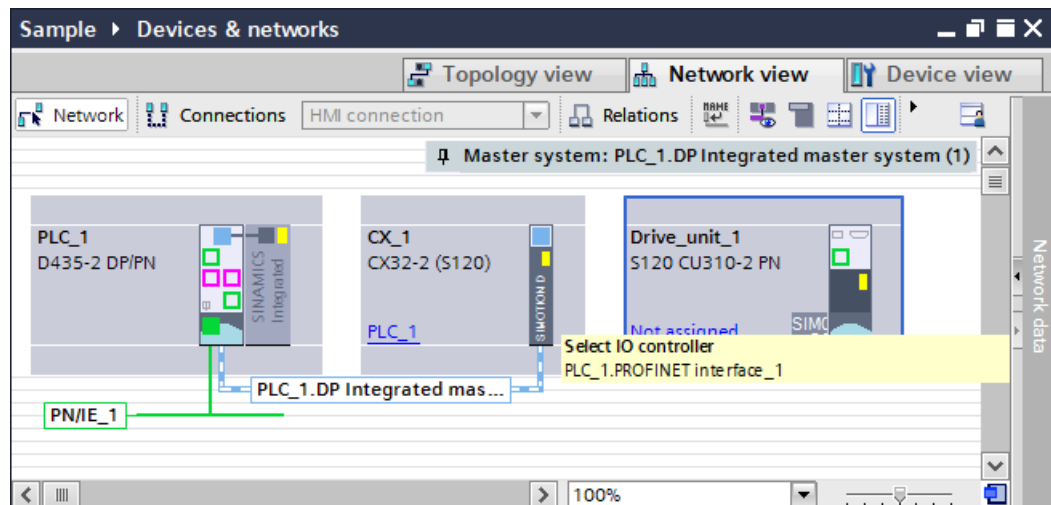 Sample ▸ Devices & networks
Topology view
Network view
Device view
Network
Connections
HMI connection
Relations
NAME
Master system: PLC_1.DP Integrated master system (1)
PLC_1
D435-2 DP/PN
SINAMICS
Integrated
CX_1
CX32-2 (S120)
PLC_1
SIMOTION D
Drive_unit_1
S120 CU310-2 PN
Not assigned
Select IO controller
PLC_1.PROFINET interface_1
PLC_1.DP Integrated mas...
PN/IE_1
Network data
100%